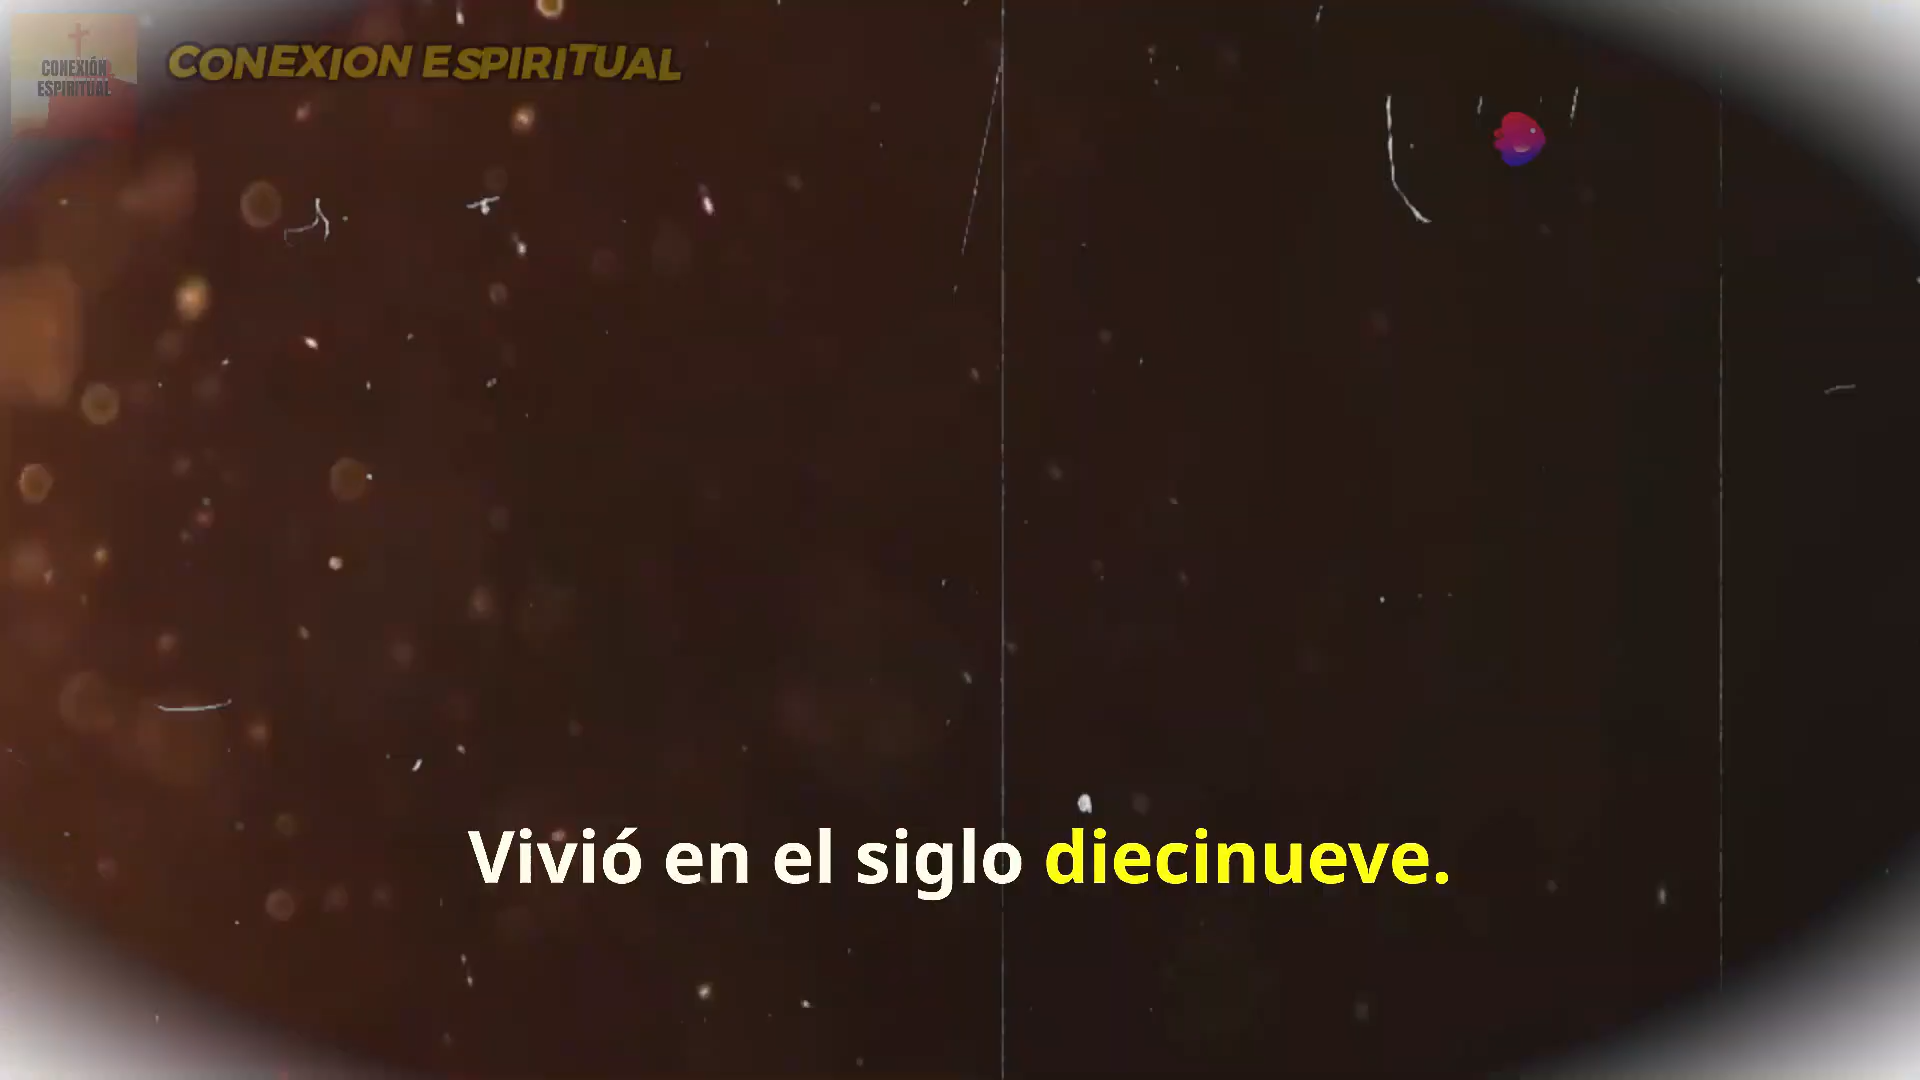 CONEXIÓN
ESPIRITUAL
CONEXION ESPIRITUAL
Vivió en el siglo diecinueve.